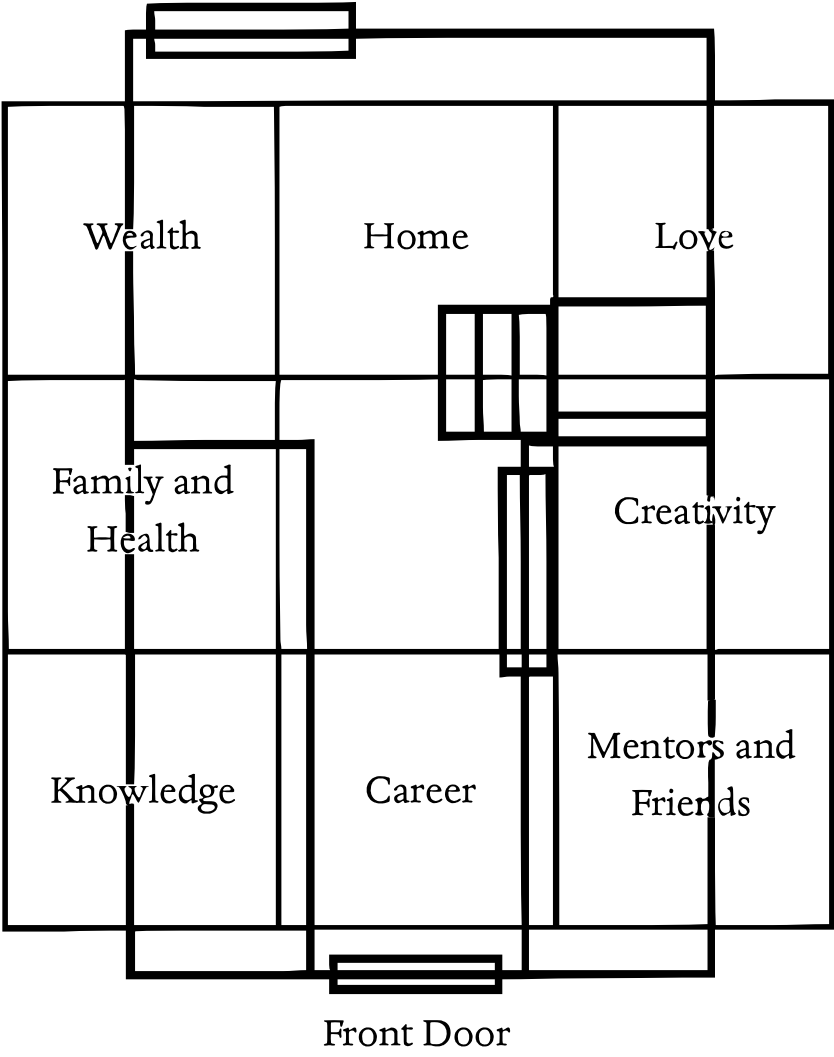 Wealth
Home
Love
Family and
Health
Creativity
Knowledge
Career
Mentors and
Friends
Front Door